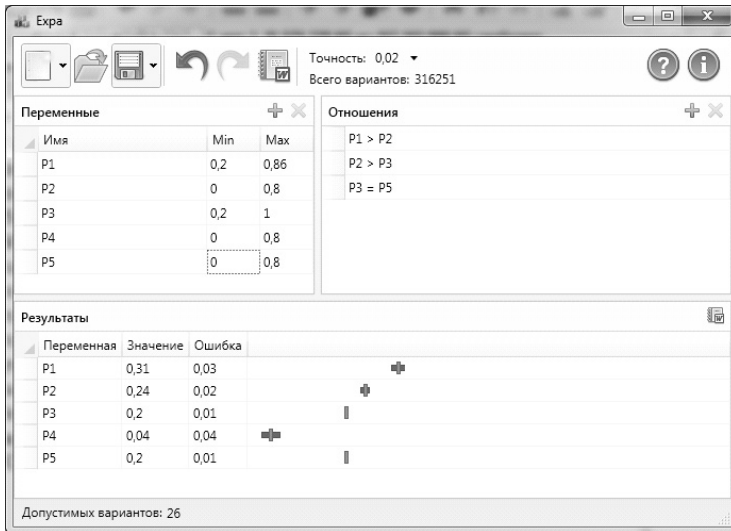 Expa
Точность: 0,02
Всего вариантов: 316251
Переменные
Имя Min Max
P1 0,2 0,86
P2 0 0,8
P3 0,2 1
P4 0 0,8
P5 0 0,8
Отношения
P1 > P2
P2 > P3
P3 = P5
Результаты
Переменная Значение Ошибка
P1 0,31 0,03
P2 0,24 0,02
P3 0,2 0,01
P4 0,04 0,04
P5 0,2 0,01
Допустимых вариантов: 26